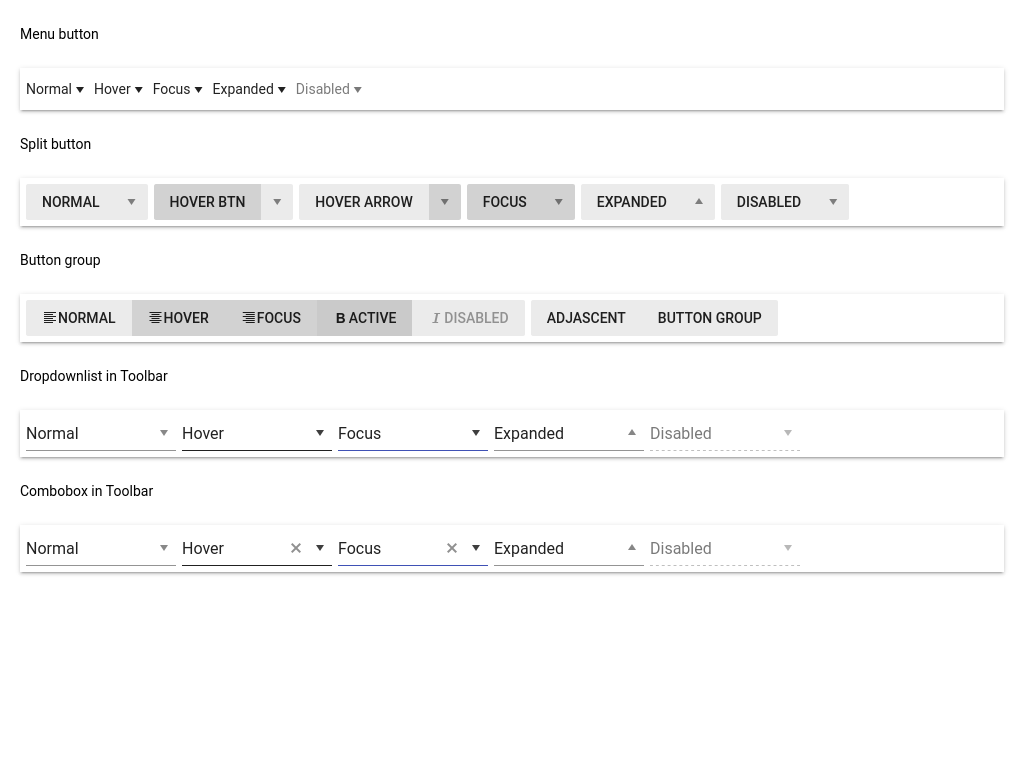 Menu button
Normal Hover Focus Expanded Disabled
Split button
NORMAL HOVER BTN HOVER ARROW FOCUS EXPANDED DISABLED
Button group
NORMAL HOVER FOCUS B ACTIVE I DISABLED ADJASCENT BUTTON GROUP
Dropdownlist in Toolbar
Normal Hover Focus Expanded Disabled
Combobox in Toolbar
Normal Hover Focus Expanded Disabled